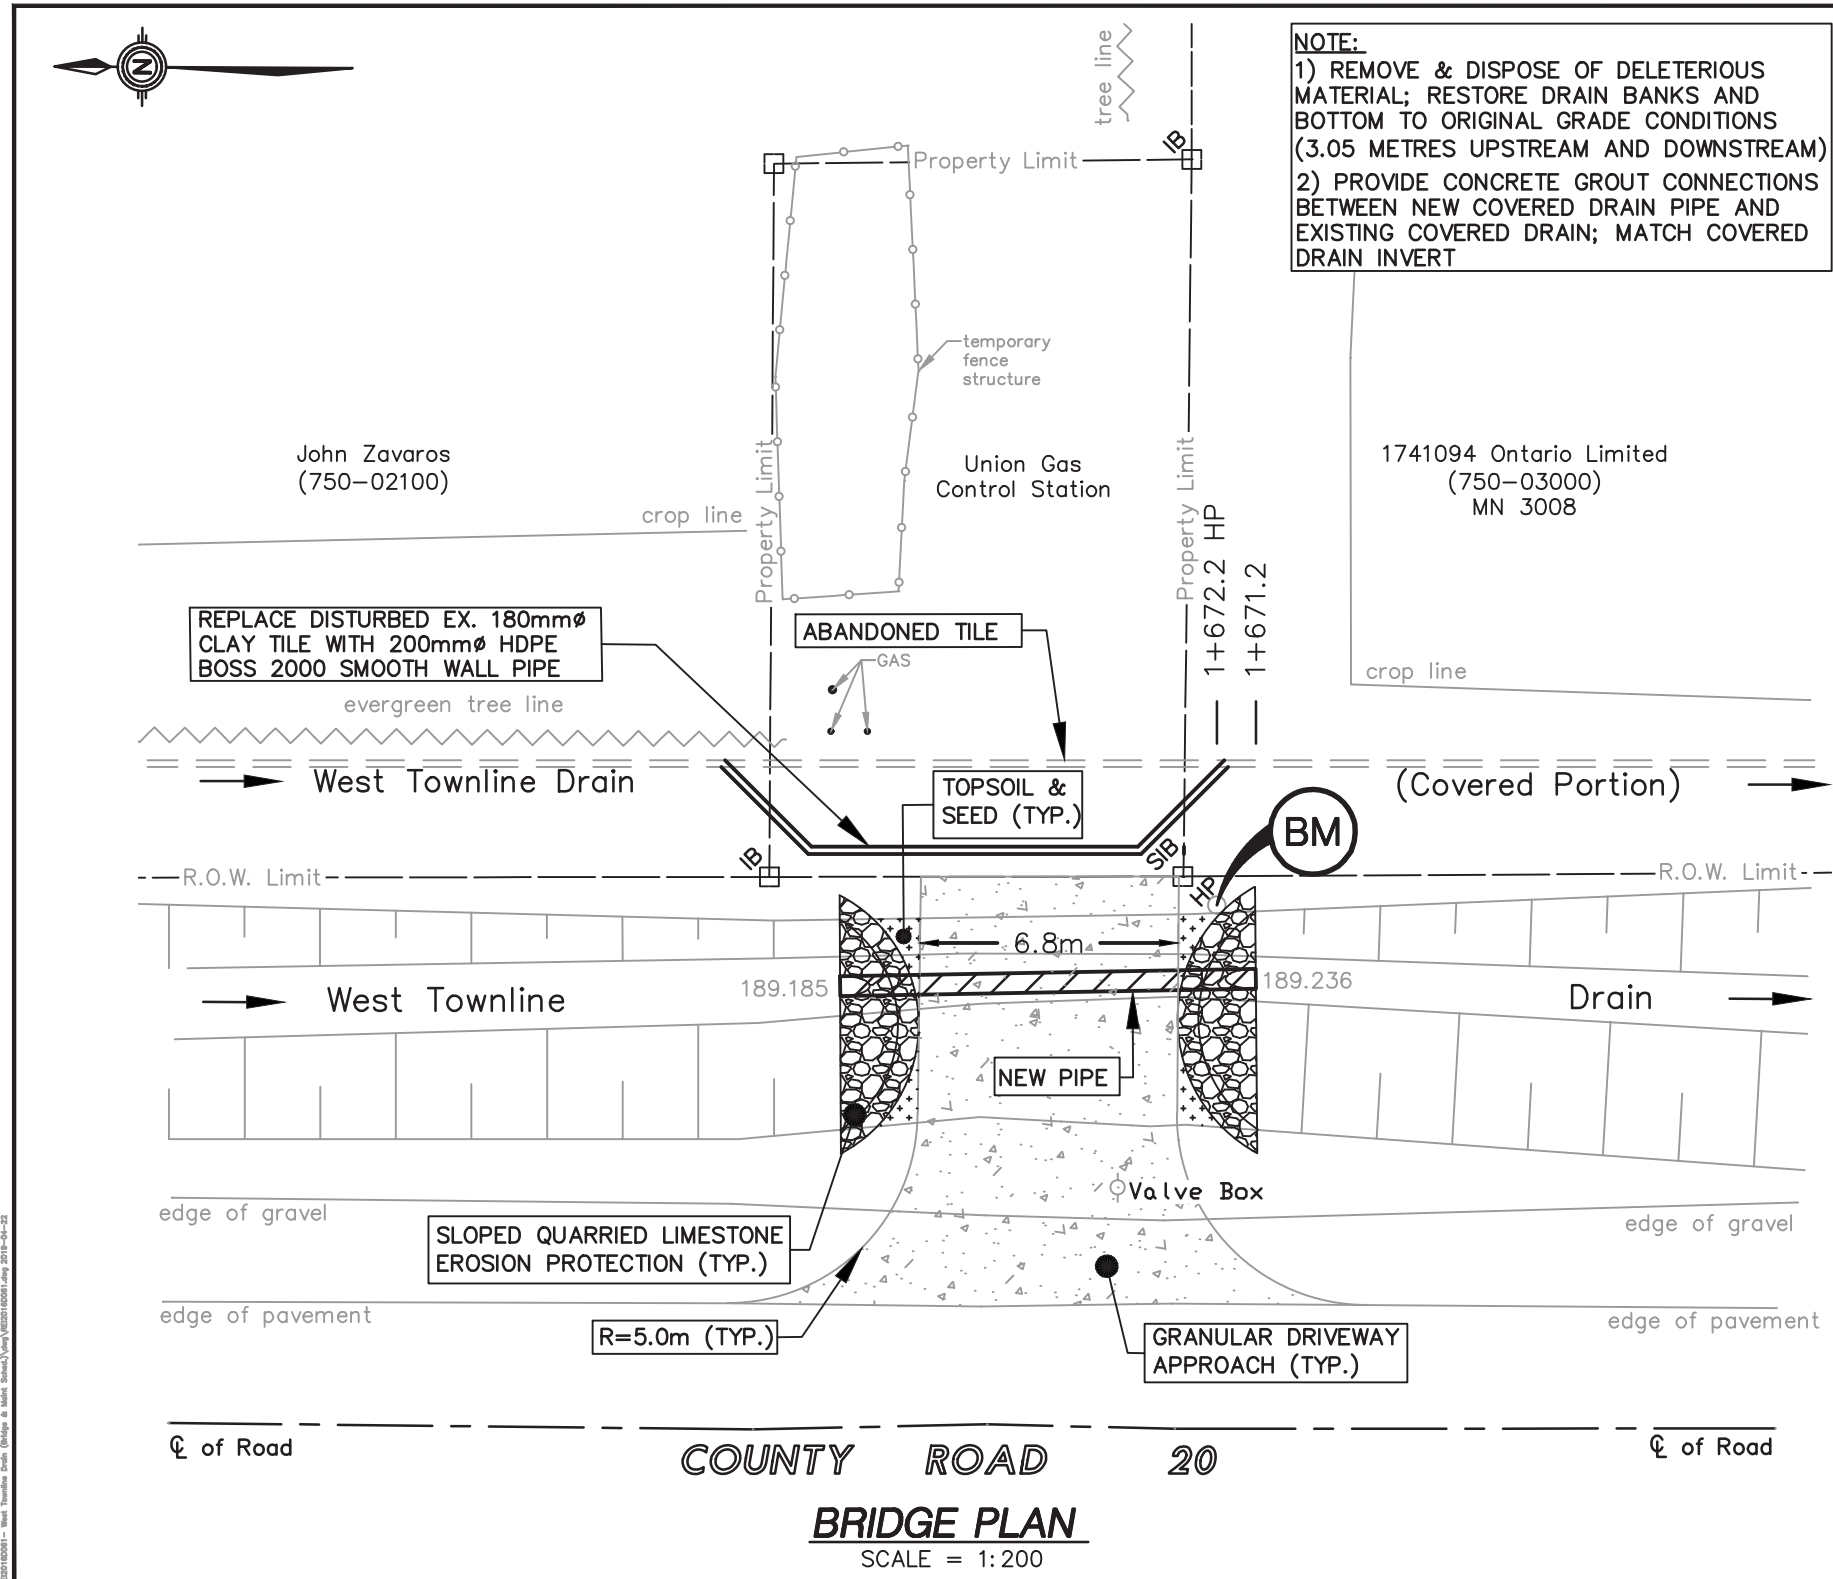 N
NOTE:
1) REMOVE & DISPOSE OF DELETERIOUS
MATERIAL; RESTORE DRAIN BANKS AND
BOTTOM TO ORIGINAL GRADE CONDITIONS
(3.05 METRES UPSTREAM AND DOWNSTREAM)
2) PROVIDE CONCRETE GROUT CONNECTIONS
BETWEEN NEW COVERED DRAIN PIPE AND
EXISTING COVERED DRAIN; MATCH COVERED
DRAIN INVERT
tree line
IB
Property Limit
temporary
fence
structure
John Zavaros
(750-02100)
Union Gas
Control Station
1741094 Ontario Limited
(750-03000)
MN 3008
crop line
Property Limit
Property Limit
1+672.2 HP
1+671.2
REPLACE DISTURBED EX. 180mmø
CLAY TILE WITH 200mmø HDPE
BOSS 2000 SMOOTH WALL PIPE
ABANDONED TILE
GAS
crop line
evergreen tree line
West Townline Drain
(Covered Portion)
TOPSOIL &
SEED (TYP.)
BM
IB
SIB
R.O.W. Limit
R.O.W. Limit
HP
6.8m
189.185
189.236
West Townline
Drain
NEW PIPE
Valve Box
edge of gravel
edge of gravel
SLOPED QUARRIED LIMESTONE
EROSION PROTECTION (TYP.)
edge of pavement
edge of pavement
R=5.0m (TYP.)
GRANULAR DRIVEWAY
APPROACH (TYP.)
℄ of Road
℄ of Road
COUNTY ROAD 20
BRIDGE PLAN
SCALE = 1:200